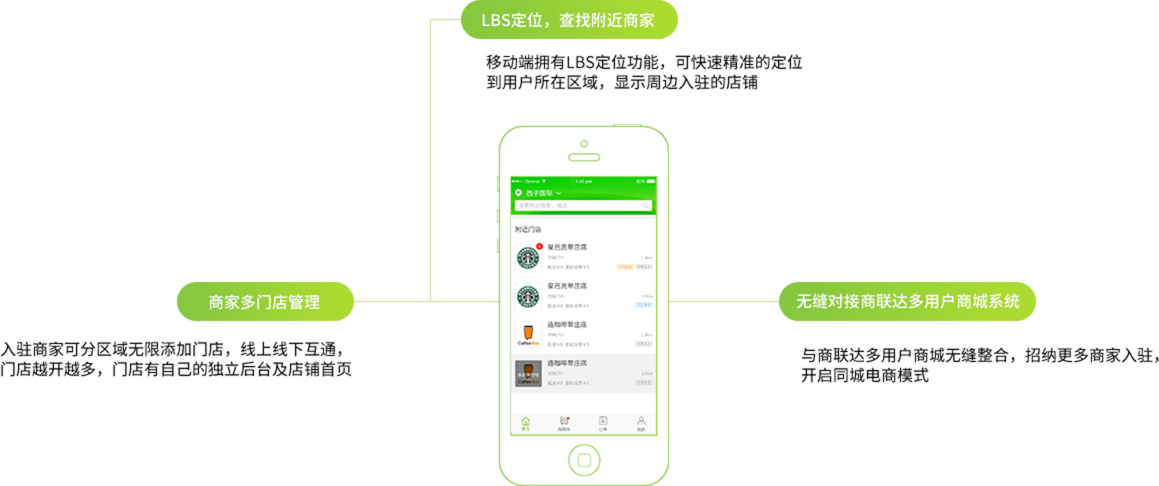 LBS定位，查找附近商家
移动端拥有LBS定位功能，可快速精准的定位
到用户所在区域，显示周边入驻的店铺
西子国际
附近门店
星巴克草庄店
星巴克草庄店
连咖啡草庄店
连咖啡草庄店
商家多门店管理
入驻商家可分区域无限添加门店，线上线下互通，
门店越开越多，门店有自己的独立后台及店铺首页
无缝对接商联达多用户商城系统
与商联达多用户商城无缝整合，招纳更多商家入驻，
开启同城电商模式